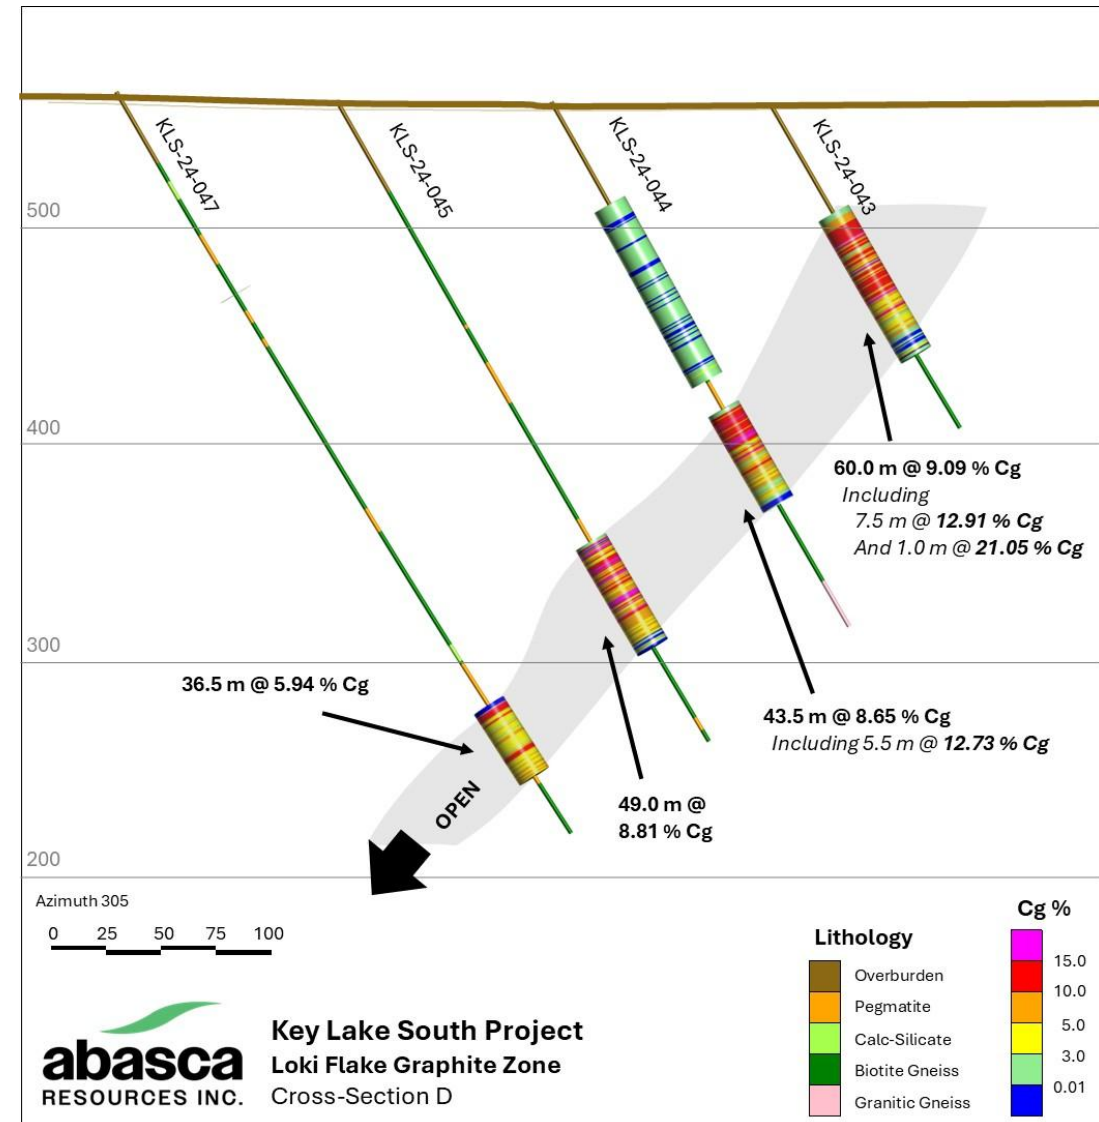 KLS-24-047
KLS-24-045
KLS-24-044
KLS-24-043
500
400
60.0 m @ 9.09 % Cg
Including
7.5 m @ 12.91 % Cg
And 1.0 m @ 21.05 % Cg
300
36.5 m @ 5.94 % Cg
43.5 m @ 8.65 % Cg
Including 5.5 m @ 12.73 % Cg
49.0 m @
8.81 % Cg
OPEN
200
Azimuth 305
0 25 50 75 100
abasca
RESOURCES INC.
Key Lake South Project
Loki Flake Graphite Zone
Cross-Section D
Lithology
Overburden
Pegmatite
Calc-Silicate
Biotite Gneiss
Granitic Gneiss
Cg %
15.0
10.0
5.0
3.0
0.01